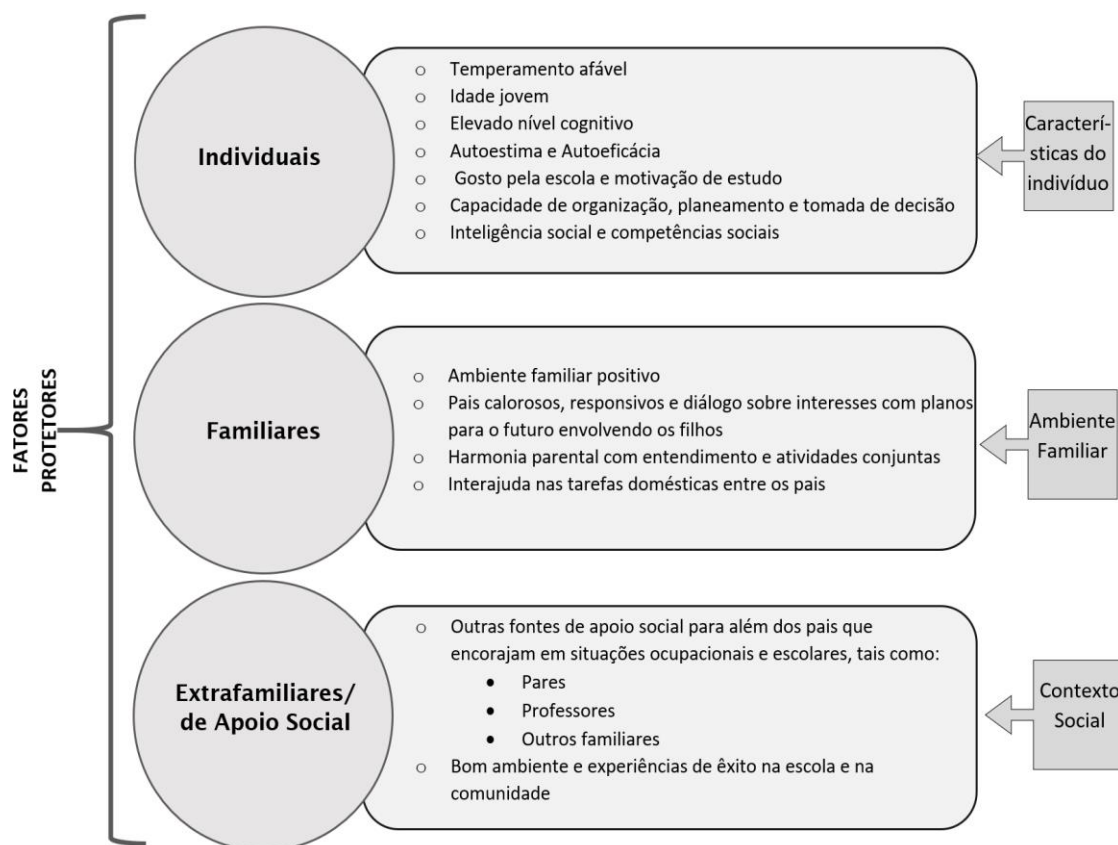 FATORES
PROTETORES
Individuais
○ Temperamento afável
○ Idade jovem
○ Elevado nível cognitivo
○ Autoestima e Autoeficácia
○ Gosto pela escola e motivação de estudo
○ Capacidade de organização, planeamento e tomada de decisão
○ Inteligência social e competências sociais
Caracterí-
sticas do
indivíduo
Familiares
○ Ambiente familiar positivo
○ Pais calorosos, responsivos e diálogo sobre interesses com planos
para o futuro envolvendo os filhos
○ Harmonia parental com entendimento e atividades conjuntas
○ Interajuda nas tarefas domésticas entre os pais
Ambiente
Familiar
Extrafamiliares/
de Apoio Social
○ Outras fontes de apoio social para além dos pais que
encorajam em situações ocupacionais e escolares, tais como:
• Pares
• Professores
• Outros familiares
○ Bom ambiente e experiências de êxito na escola e na
comunidade
Contexto
Social